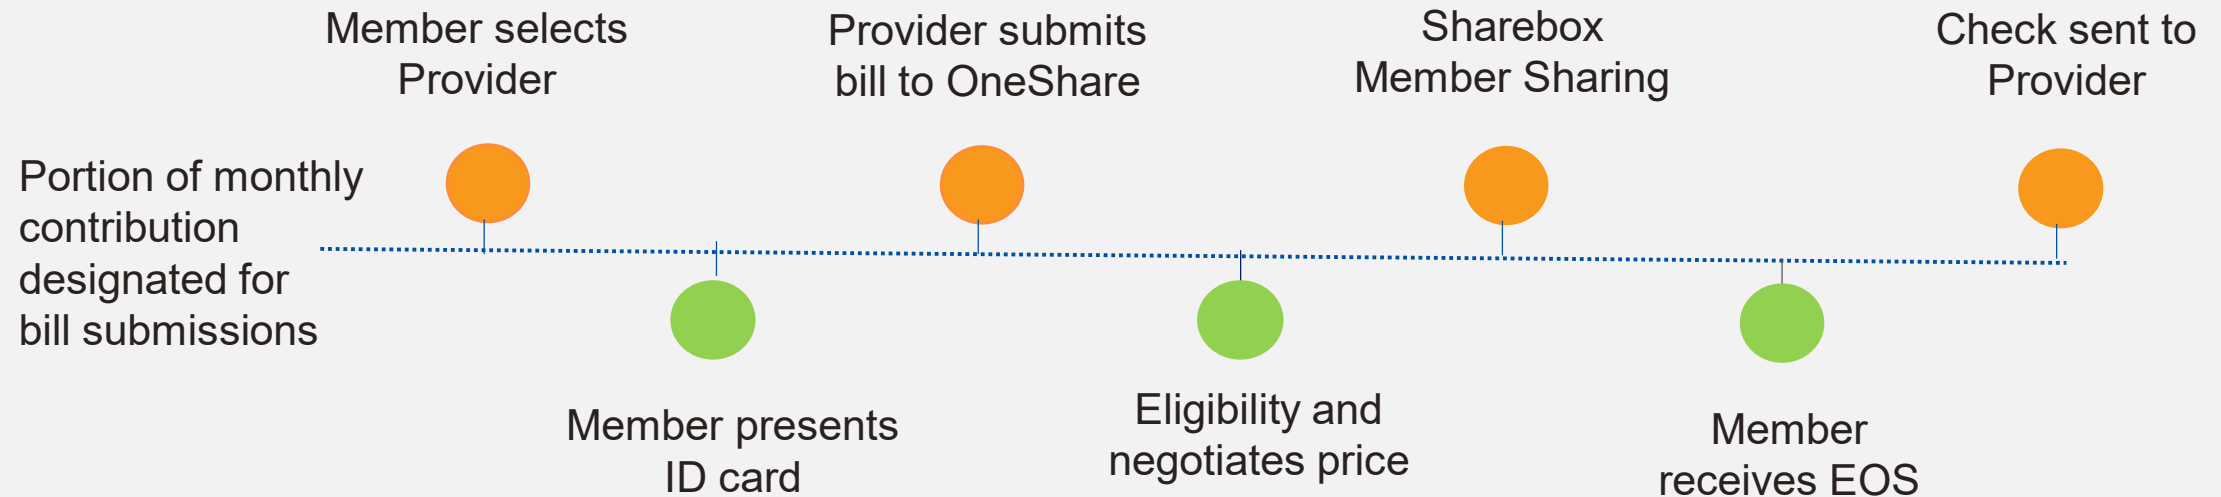 Portion of monthly
contribution
designated for
bill submissions
Member selects
Provider
Member presents
ID card
Provider submits
bill to OneShare
Eligibility and
negotiates price
Sharebox
Member Sharing
Member
receives EOS
Check sent to
Provider